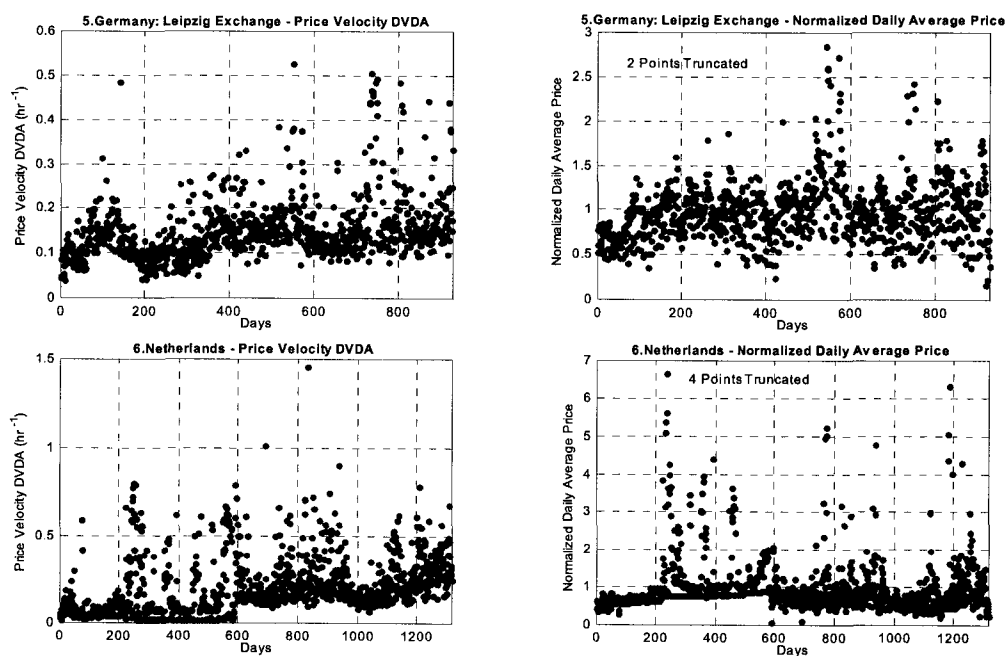 5.Germany: Leipzig Exchange - Price Velocity DVDA
0.6
0.5
0.4
0.3
0.2
0.1
0
Price Velocity DVDA (hr⁻¹)
0 200 400 600 800
Days
5.Germany: Leipzig Exchange - Normalized Daily Average Price
3
2.5
2
1.5
1
0.5
0
Normalized Daily Average Price
2 Points Truncated
0 200 400 600 800
Days
6.Netherlands - Price Velocity DVDA
1.5
1
0.5
0
Price Velocity DVDA (hr⁻¹)
0 200 400 600 800 1000 1200
Days
6.Netherlands - Normalized Daily Average Price
7
6
5
4
3
2
1
0
Normalized Daily Average Price
4 Points Truncated
0 200 400 600 800 1000 1200
Days